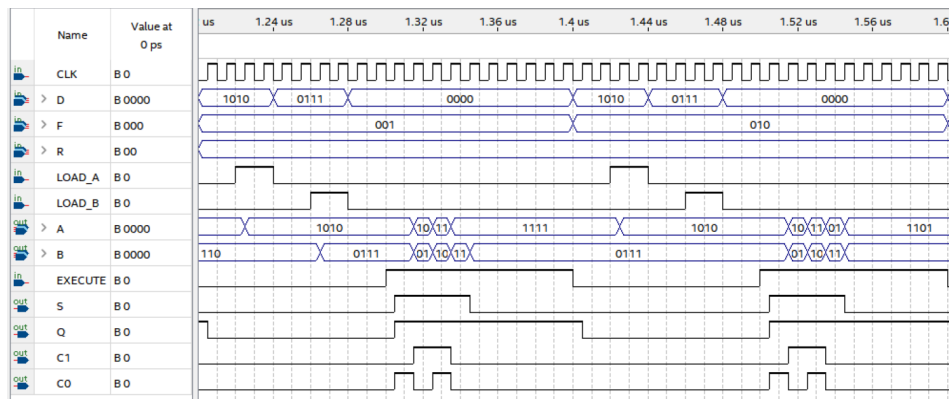 Name Value at 0 ps us 1.24 us 1.28 us 1.32 us 1.36 us 1.4 us 1.44 us 1.48 us 1.52 us 1.56 us 1.6
in CLK B 0
in > D B 0000 1010 0111 0000 1010 0111 0000
in > F B 000 001 010
in > R B 00
in LOAD_A B 0
in LOAD_B B 0
out > A B 0000 1010 10 11 1111 1010 10 11 01 1101
out > B B 0000 110 0111 01 10 11 0111 01 10 11
in EXECUTE B 0
out S B 0
out Q B 0
out C1 B 0
out C0 B 0